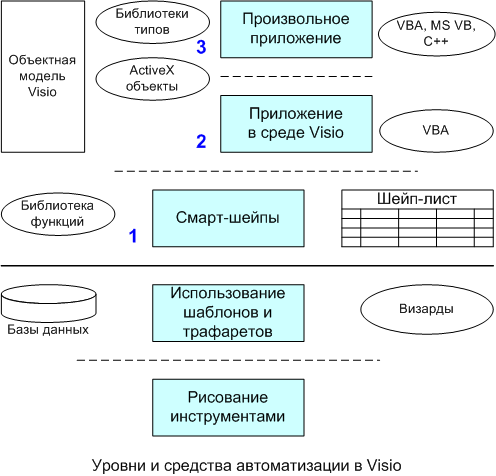 Объектная
модель
Visio
Библиотеки
типов
3
Произвольное
приложение
VBA, MS VB,
C++
ActiveX
объекты
2
Приложение
в среде Visio
VBA
Библиотека
функций
1
Смарт-шейпы
Шейп-лист
Базы данных
Использование
шаблонов и
трафаретов
Визарды
Рисование
инструментами
Уровни и средства автоматизации в Visio